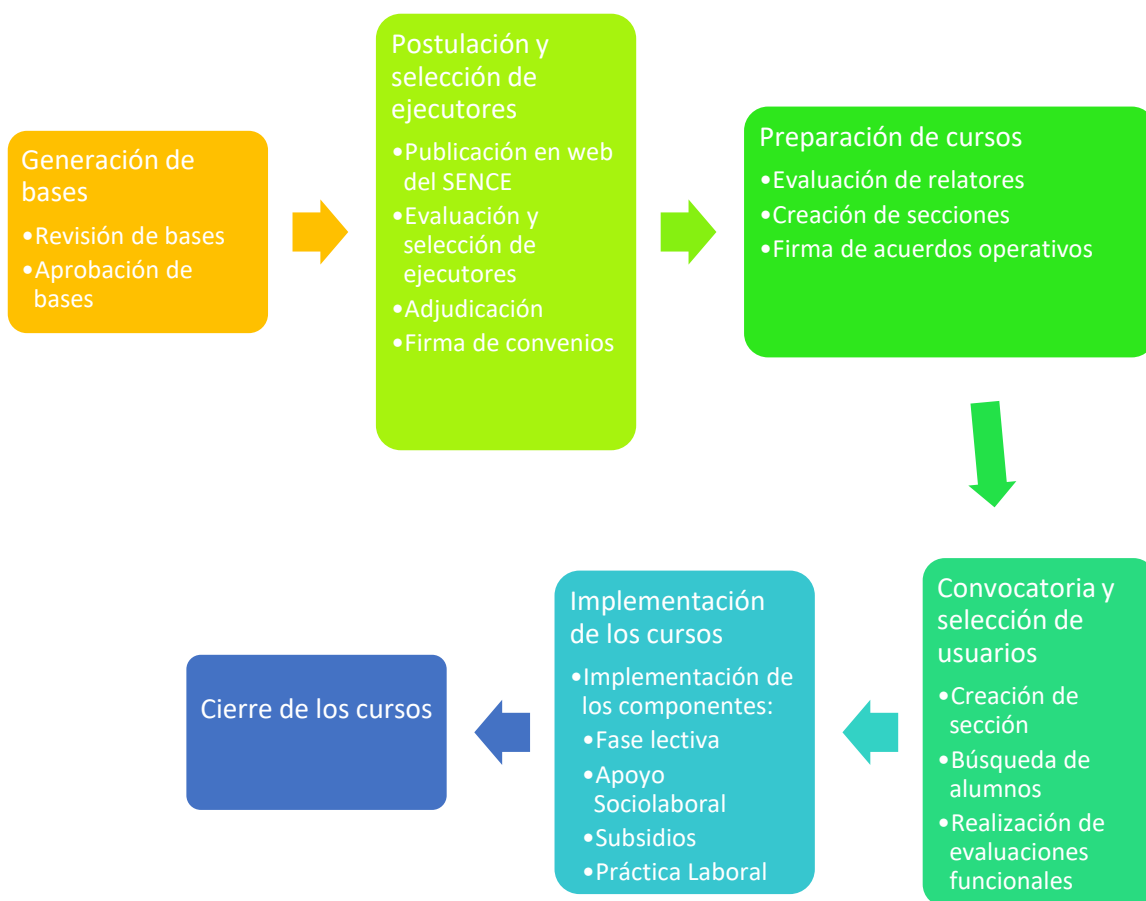 Generación de
bases
•Revisión de bases
•Aprobación de
bases
Postulación y
selección de
ejecutores
•Publicación en web
del SENCE
•Evaluación y
selección de
ejecutores
•Adjudicación
•Firma de convenios
Preparación de cursos
•Evaluación de relatores
•Creación de secciones
•Firma de acuerdos operativos
Convocatoria y
selección de
usuarios
•Creación de
sección
•Búsqueda de
alumnos
•Realización de
evaluaciones
funcionales
Implementación
de los cursos
•Implementación de
los componentes:
•Fase lectiva
•Apoyo
Sociolaboral
•Subsidios
•Práctica Laboral
Cierre de los cursos